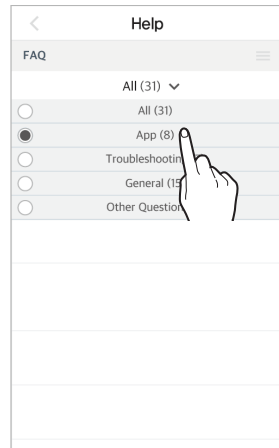 Help
FAQ
All (31)
All (31)
App (8)
Troubleshootin
General (15
Other Question